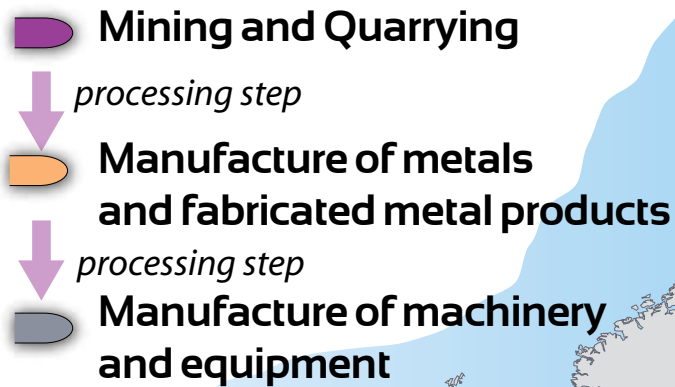 Mining and Quarrying
processing step
Manufacture of metals
and fabricated metal products
processing step
Manufacture of machinery
and equipment